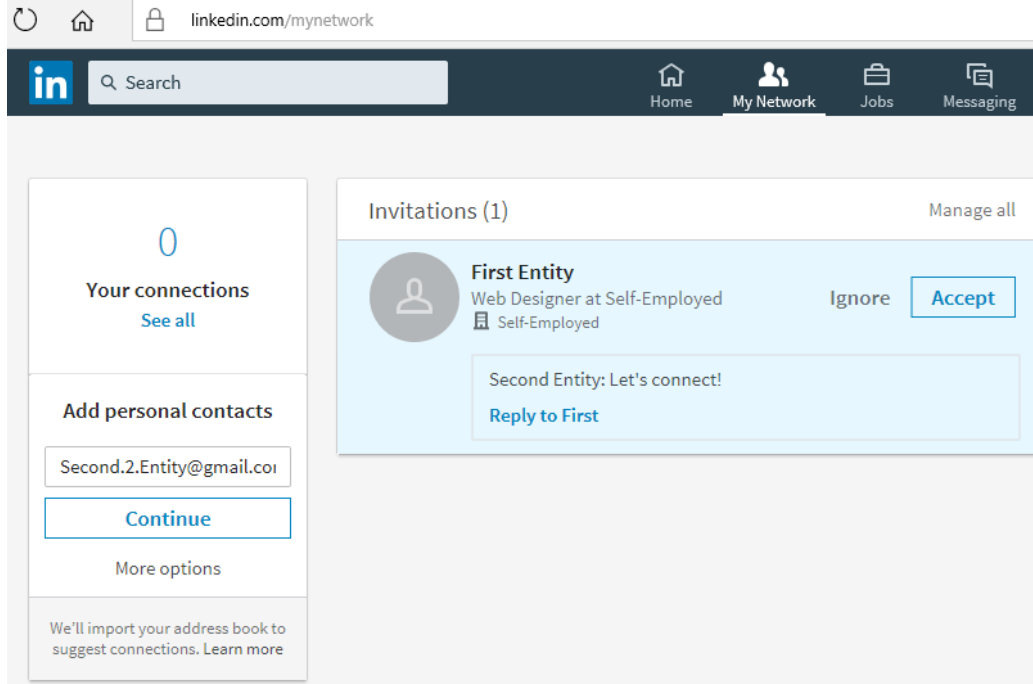 linkedin.com/mynetwork
in
Search
Home
My Network
Jobs
Messaging
0
Your connections
See all
Add personal contacts
Second.2.Entity@gmail.co
Continue
More options
We'll import your address book to
suggest connections. Learn more
Invitations (1)
Manage all
First Entity
Web Designer at Self-Employed
Self-Employed
Ignore
Accept
Second Entity: Let's connect!
Reply to First